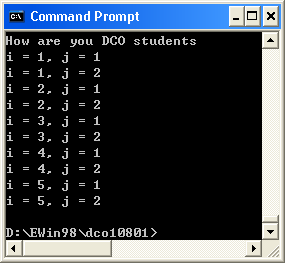 Command Prompt
How are you DCO students
i = 1, j = 1
i = 1, j = 2
i = 2, j = 1
i = 2, j = 2
i = 3, j = 1
i = 3, j = 2
i = 4, j = 1
i = 4, j = 2
i = 5, j = 1
i = 5, j = 2
D:\EWin98\dco10801>